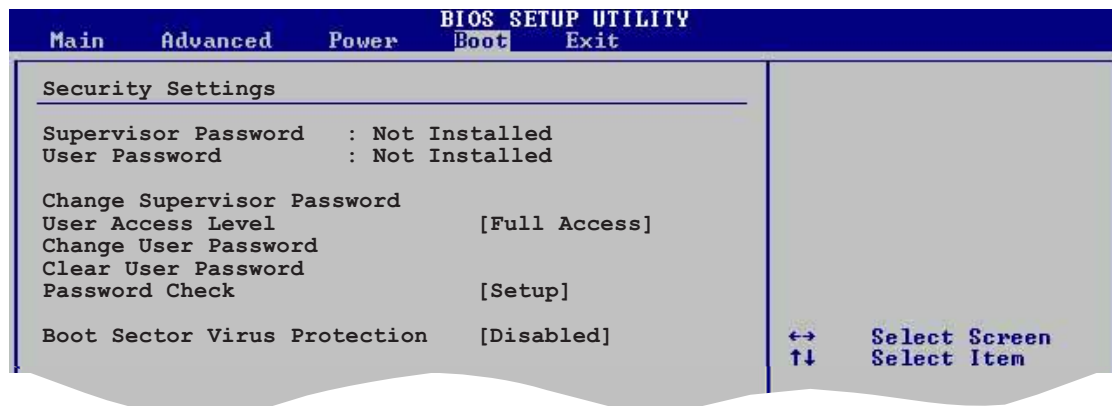 BIOS SETUP UTILITY
Main Advanced Power Boot Exit
Security Settings
Supervisor Password : Not Installed
User Password : Not Installed
Change Supervisor Password
User Access Level [Full Access]
Change User Password
Clear User Password
Password Check [Setup]
Boot Sector Virus Protection [Disabled]
↔ Select Screen
↑↓ Select Item